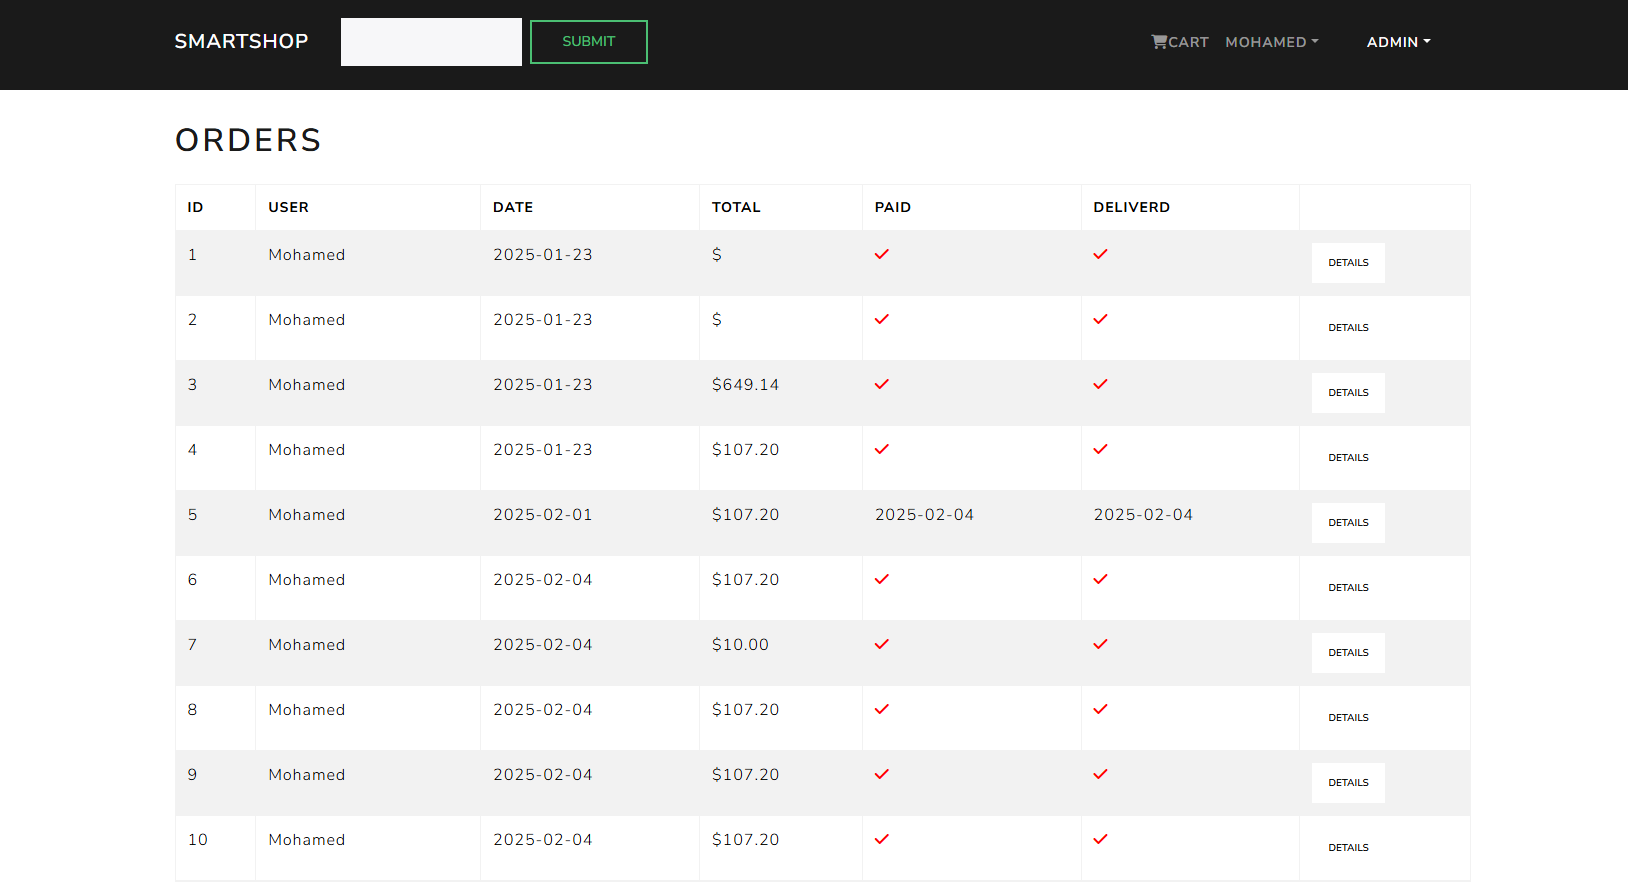 SMARTSHOP SUBMIT CART MOHAMED ADMIN
ORDERS
ID USER DATE TOTAL PAID DELIVERD
1 Mohamed 2025-01-23 $ DETAILS
2 Mohamed 2025-01-23 $ DETAILS
3 Mohamed 2025-01-23 $649.14 DETAILS
4 Mohamed 2025-01-23 $107.20 DETAILS
5 Mohamed 2025-02-01 $107.20 2025-02-04 2025-02-04 DETAILS
6 Mohamed 2025-02-04 $107.20 DETAILS
7 Mohamed 2025-02-04 $10.00 DETAILS
8 Mohamed 2025-02-04 $107.20 DETAILS
9 Mohamed 2025-02-04 $107.20 DETAILS
10 Mohamed 2025-02-04 $107.20 DETAILS